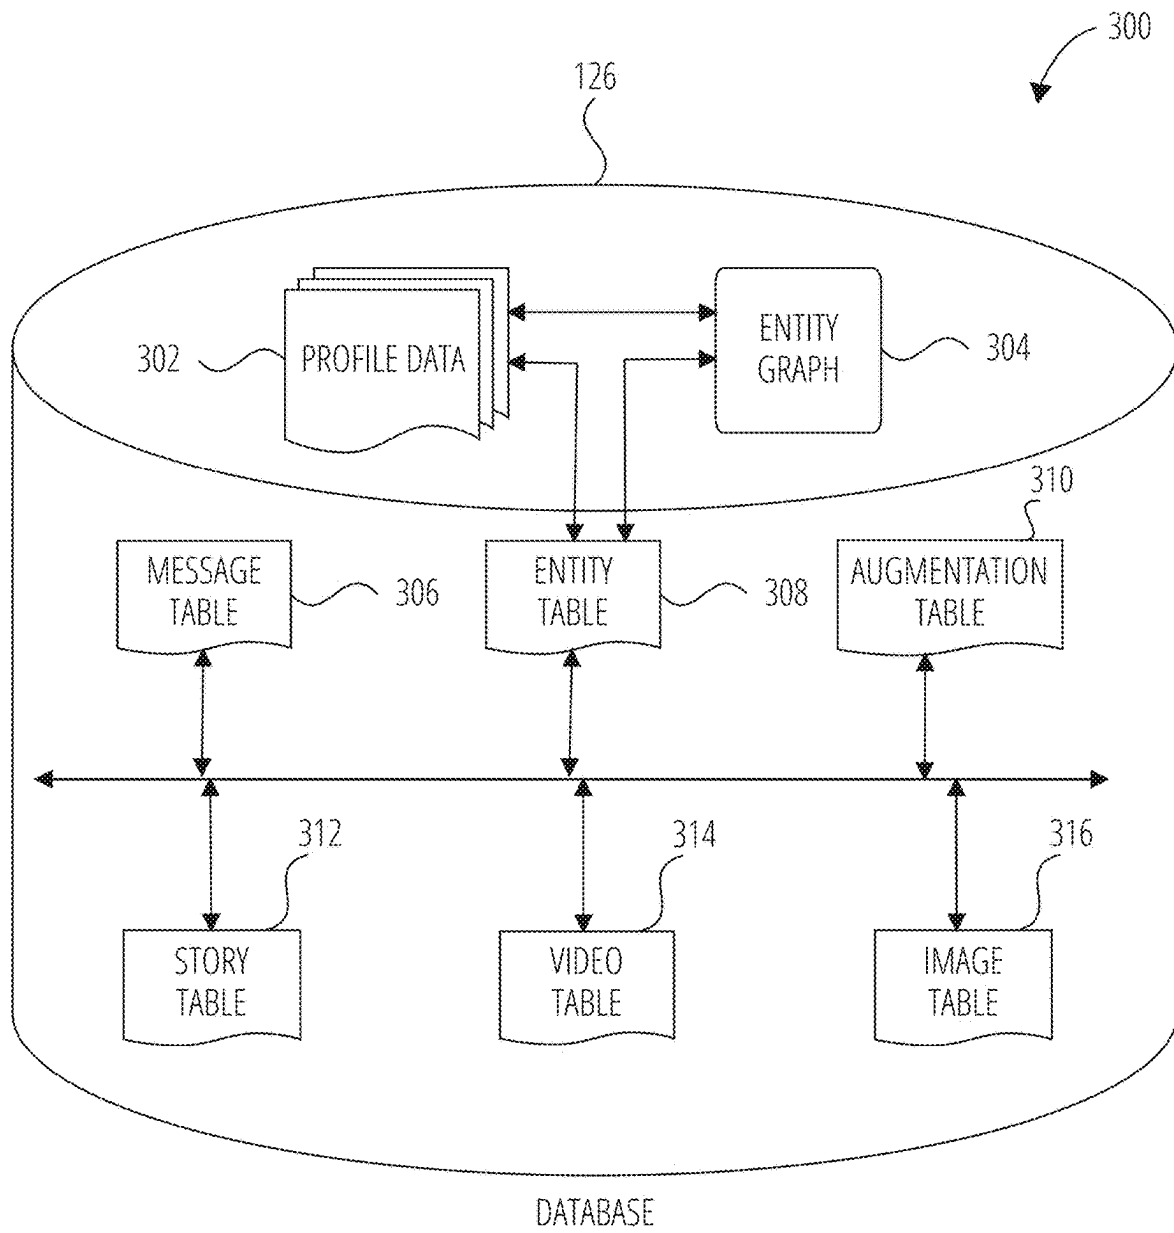 300
126
302
PROFILE DATA
ENTITY
GRAPH
304
310
MESSAGE
TABLE
306
ENTITY
TABLE
308
AUGMENTATION
TABLE
312
314
316
STORY
TABLE
VIDEO
TABLE
IMAGE
TABLE
DATABASE